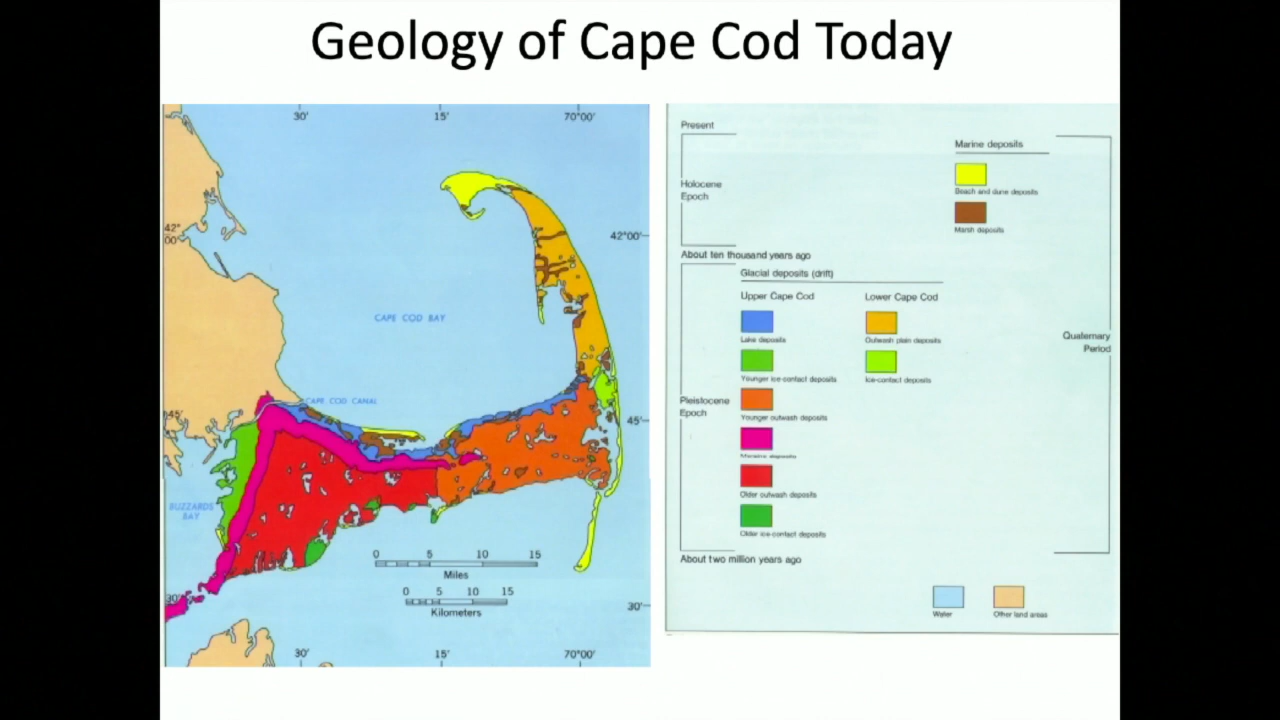 Geology of Cape Cod Today
30'
15'
70°00'
42°
00'
42°00'
CAPE COD BAY
CAPE COD CANAL
45'
45'
BUZZARDS
BAY
0 5 10 15
Miles
0 5 10 15
Kilometers
30'
30'
30'
15'
70°00'
Present
Marine deposits
Holocene
Epoch
Beach and dune deposits
Marsh deposits
About ten thousand years ago
Glacial deposits (drift)
Upper Cape Cod
Lower Cape Cod
Lake deposits
Outwash plain deposits
Quaternary
Period
Younger ice-contact deposits
Ice-contact deposits
Pleistocene
Epoch
Younger outwash deposits
Moraine deposits
Older outwash deposits
Older ice-contact deposits
About two million years ago
Water
Other land areas